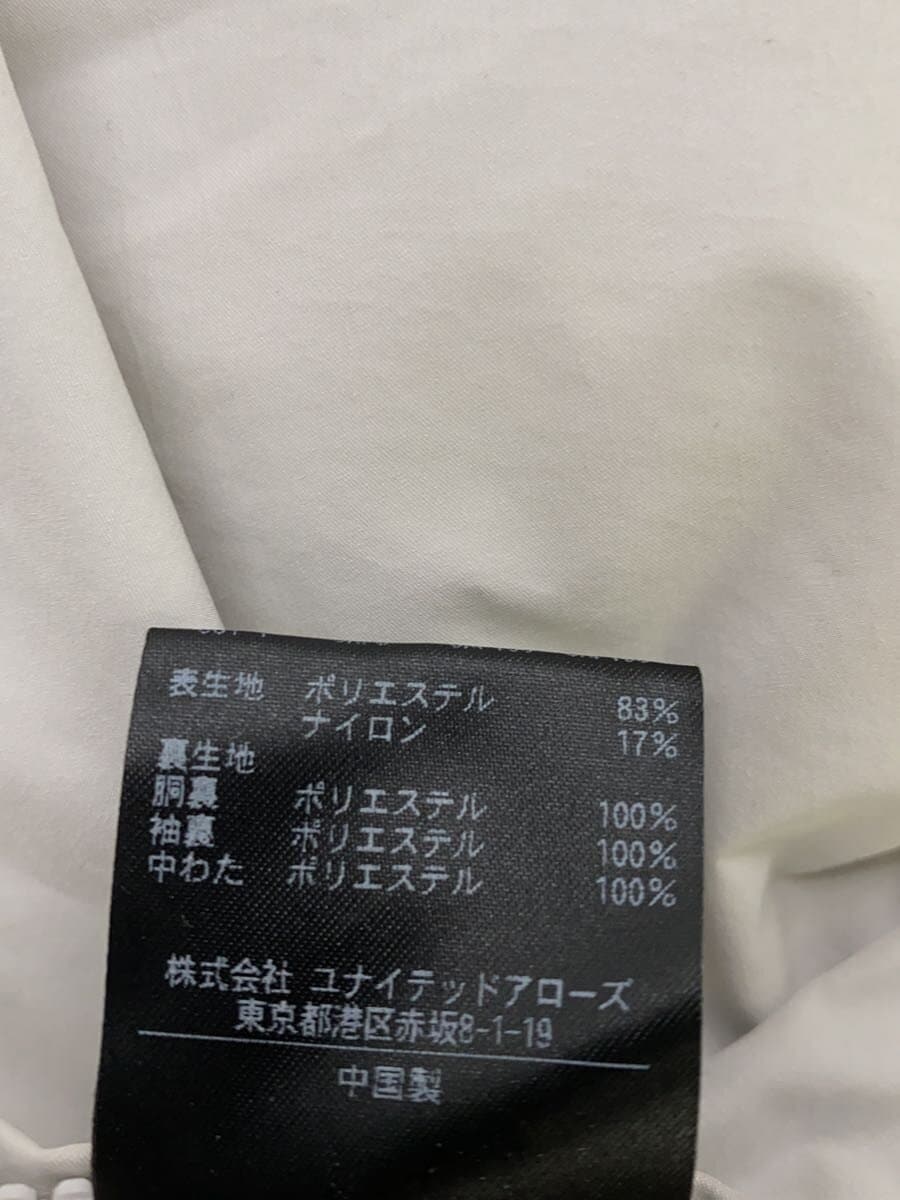 表生地 ポリエステル 83%
ナイロン 17%
裏生地
胴裏 ポリエステル 100%
袖裏 ポリエステル 100%
中わた ポリエステル 100%
株式会社 ユナイテッドアローズ
東京都港区赤坂8-1-19
中国製